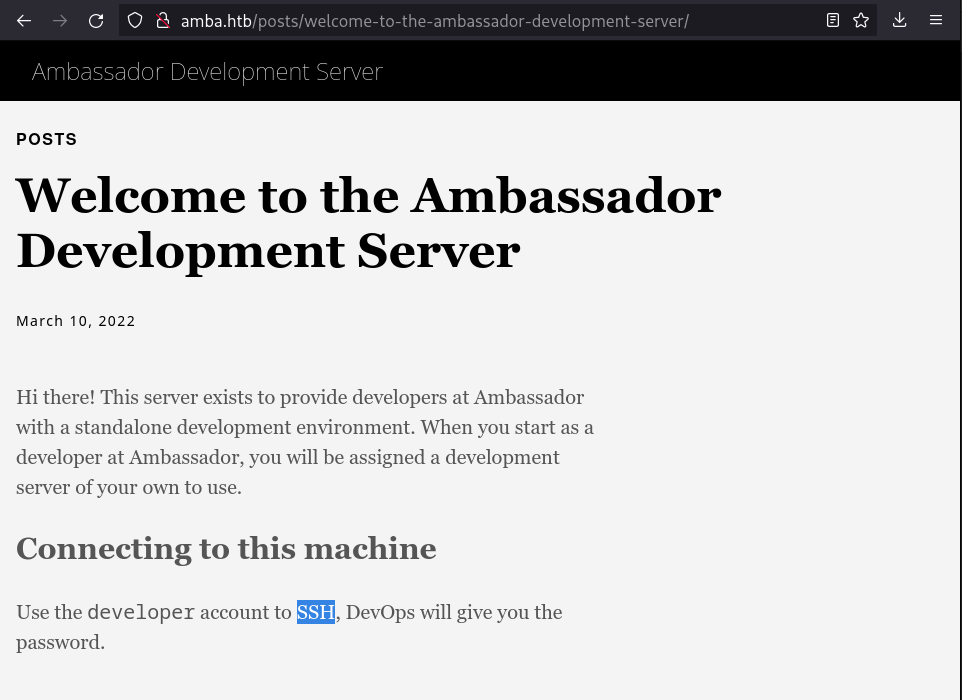 amba.htb/posts/welcome-to-the-ambassador-development-server/
Ambassador Development Server
POSTS
Welcome to the Ambassador
Development Server
March 10, 2022
Hi there! This server exists to provide developers at Ambassador
with a standalone development environment. When you start as a
developer at Ambassador, you will be assigned a development
server of your own to use.
Connecting to this machine
Use the developer account to SSH, DevOps will give you the
password.